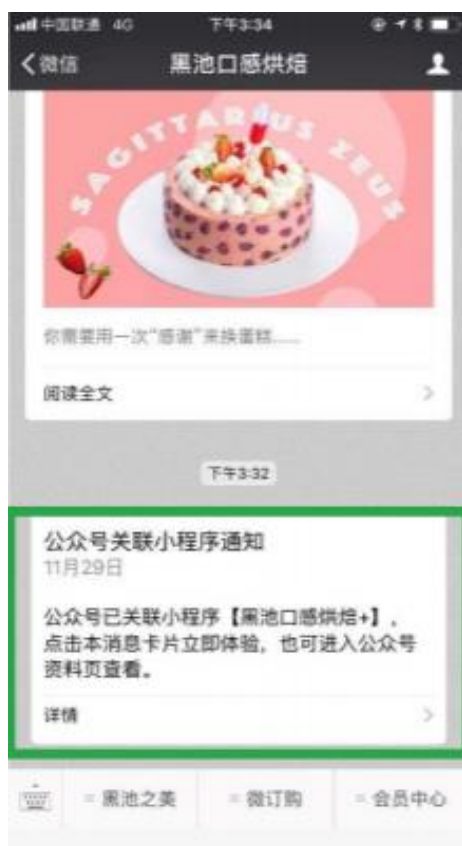 中国联通 4G 下午3:34
微信 黑池口感烘焙
SAGITTARIUS ZEUS
你需要用一次“感谢”来换蛋糕......
阅读全文
下午3:32
公众号关联小程序通知
11月29日
公众号已关联小程序【黑池口感烘焙+】，
点击本消息卡片立即体验，也可进入公众号
资料页查看。
详情
黑池之美 微订购 会员中心